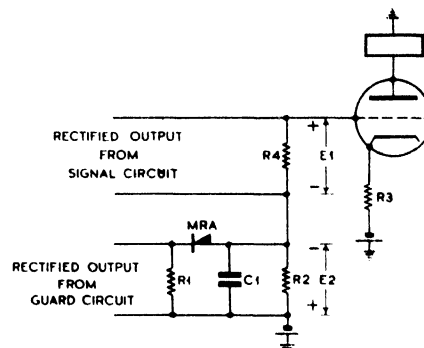 RECTIFIED OUTPUT
FROM
SIGNAL CIRCUIT
R4
+
E1
-
R3
MRA
RECTIFIED OUTPUT
FROM
GUARD CIRCUIT
R1
C1
R2
-
E2
+